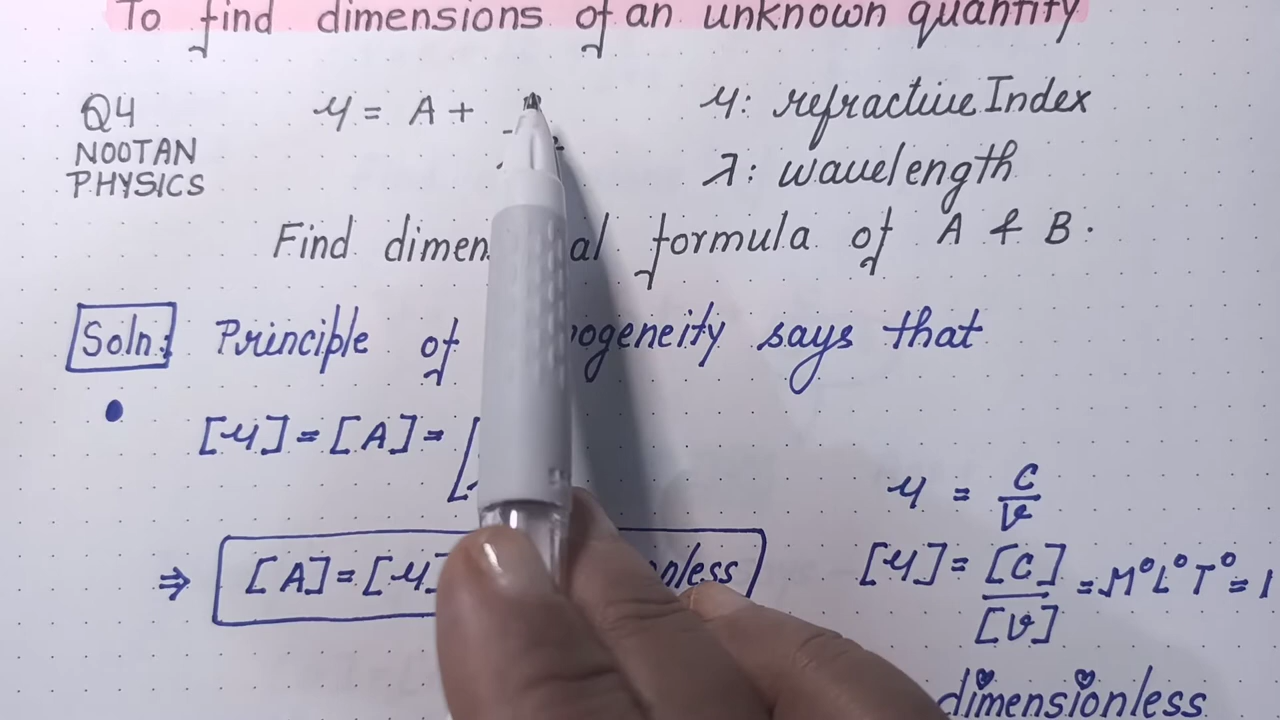 To find dimensions of an unknown quantity
Q4 μ = A + μ: refractive Index
NOOTAN
PHYSICS λ: wavelength
Find dimen al formula of A & B.
Soln: Principle of ogeneity says that
[μ] = [A] = [
μ = c/v
⇒ [A] = [μ nless
[μ] = [c]/[v] = M⁰L⁰T⁰ = 1
dimensionless